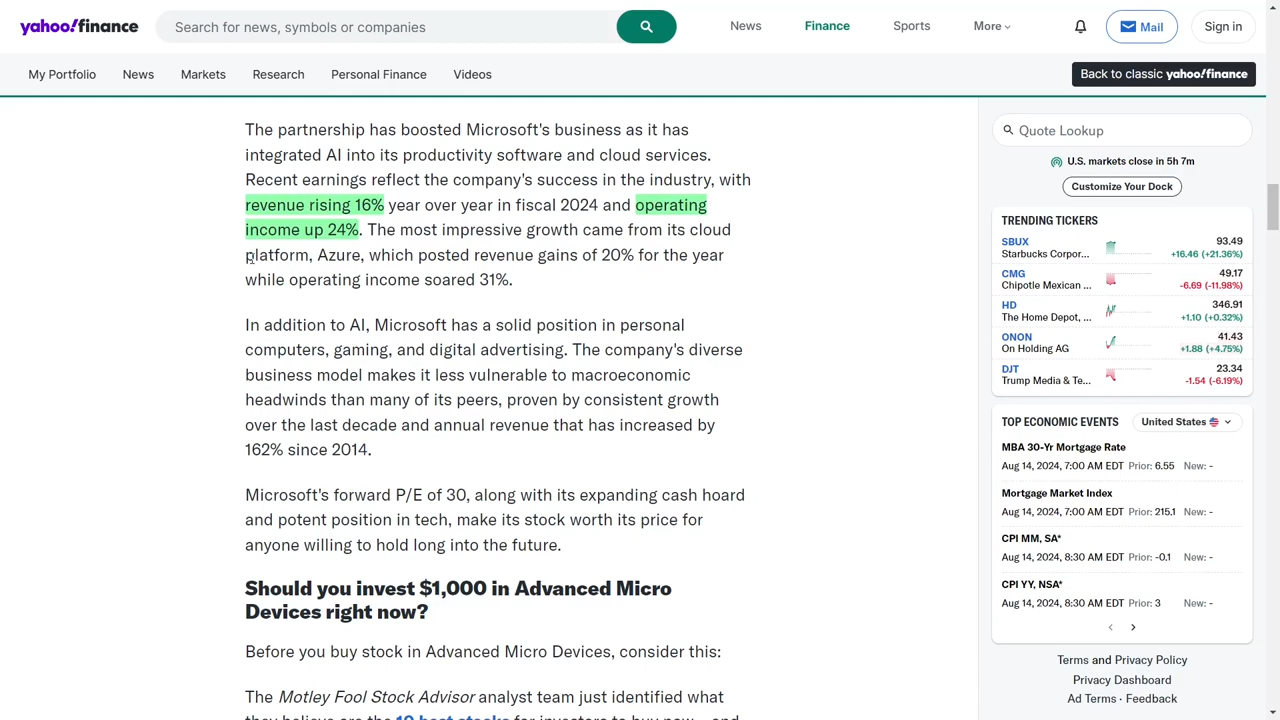 yahoo!finance
Search for news, symbols or companies
News
Finance
Sports
More
Mail
Sign in
My Portfolio
News
Markets
Research
Personal Finance
Videos
Back to classic yahoo!finance
The partnership has boosted Microsoft's business as it has
integrated AI into its productivity software and cloud services.
Recent earnings reflect the company's success in the industry, with
revenue rising 16% year over year in fiscal 2024 and operating
income up 24%. The most impressive growth came from its cloud
platform, Azure, which posted revenue gains of 20% for the year
while operating income soared 31%.
In addition to AI, Microsoft has a solid position in personal
computers, gaming, and digital advertising. The company's diverse
business model makes it less vulnerable to macroeconomic
headwinds than many of its peers, proven by consistent growth
over the last decade and annual revenue that has increased by
162% since 2014.
Microsoft's forward P/E of 30, along with its expanding cash hoard
and potent position in tech, make its stock worth its price for
anyone willing to hold long into the future.
Should you invest $1,000 in Advanced Micro
Devices right now?
Before you buy stock in Advanced Micro Devices, consider this:
The Motley Fool Stock Advisor analyst team just identified what
they believe are the 10 best stocks for investors to buy now... and
Quote Lookup
U.S. markets close in 5h 7m
Customize Your Dock
TRENDING TICKERS
SBUX 93.49
Starbucks Corpor... +16.46 (+21.36%)
CMG 49.17
Chipotle Mexican ... -6.69 (-11.98%)
HD 346.91
The Home Depot, ... +1.10 (+0.32%)
ONON 41.43
On Holding AG +1.88 (+4.75%)
DJT 23.34
Trump Media & Te... -1.54 (-6.19%)
TOP ECONOMIC EVENTS United States
MBA 30-Yr Mortgage Rate
Aug 14, 2024, 7:00 AM EDT Prior: 6.55 New: -
Mortgage Market Index
Aug 14, 2024, 7:00 AM EDT Prior: 215.1 New: -
CPI MM, SA*
Aug 14, 2024, 8:30 AM EDT Prior: -0.1 New: -
CPI YY, NSA*
Aug 14, 2024, 8:30 AM EDT Prior: 3 New: -
Terms and Privacy Policy
Privacy Dashboard
Ad Terms · Feedback